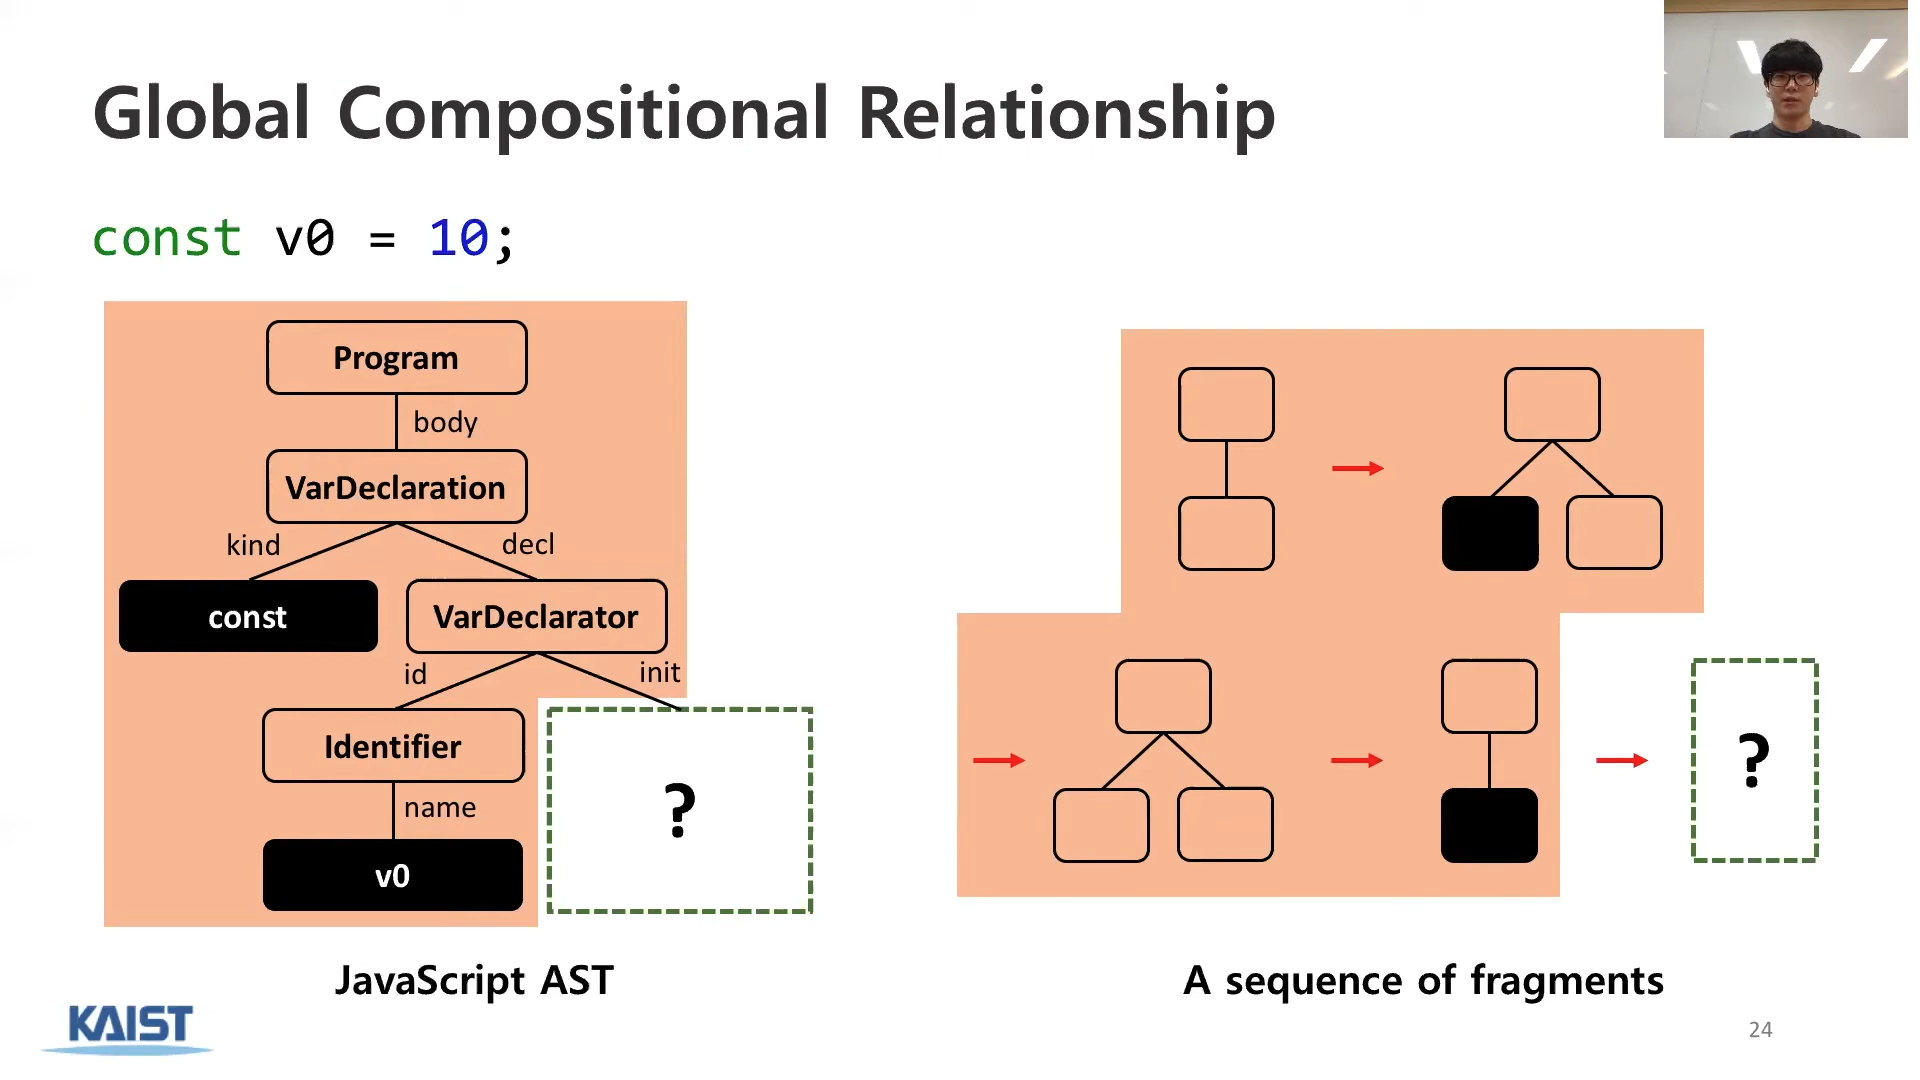 Global Compositional Relationship
const v0 = 10;
Program
body
VarDeclaration
kind
decl
const
VarDeclarator
id
init
Identifier
?
name
v0
?
JavaScript AST
A sequence of fragments
KAIST
24